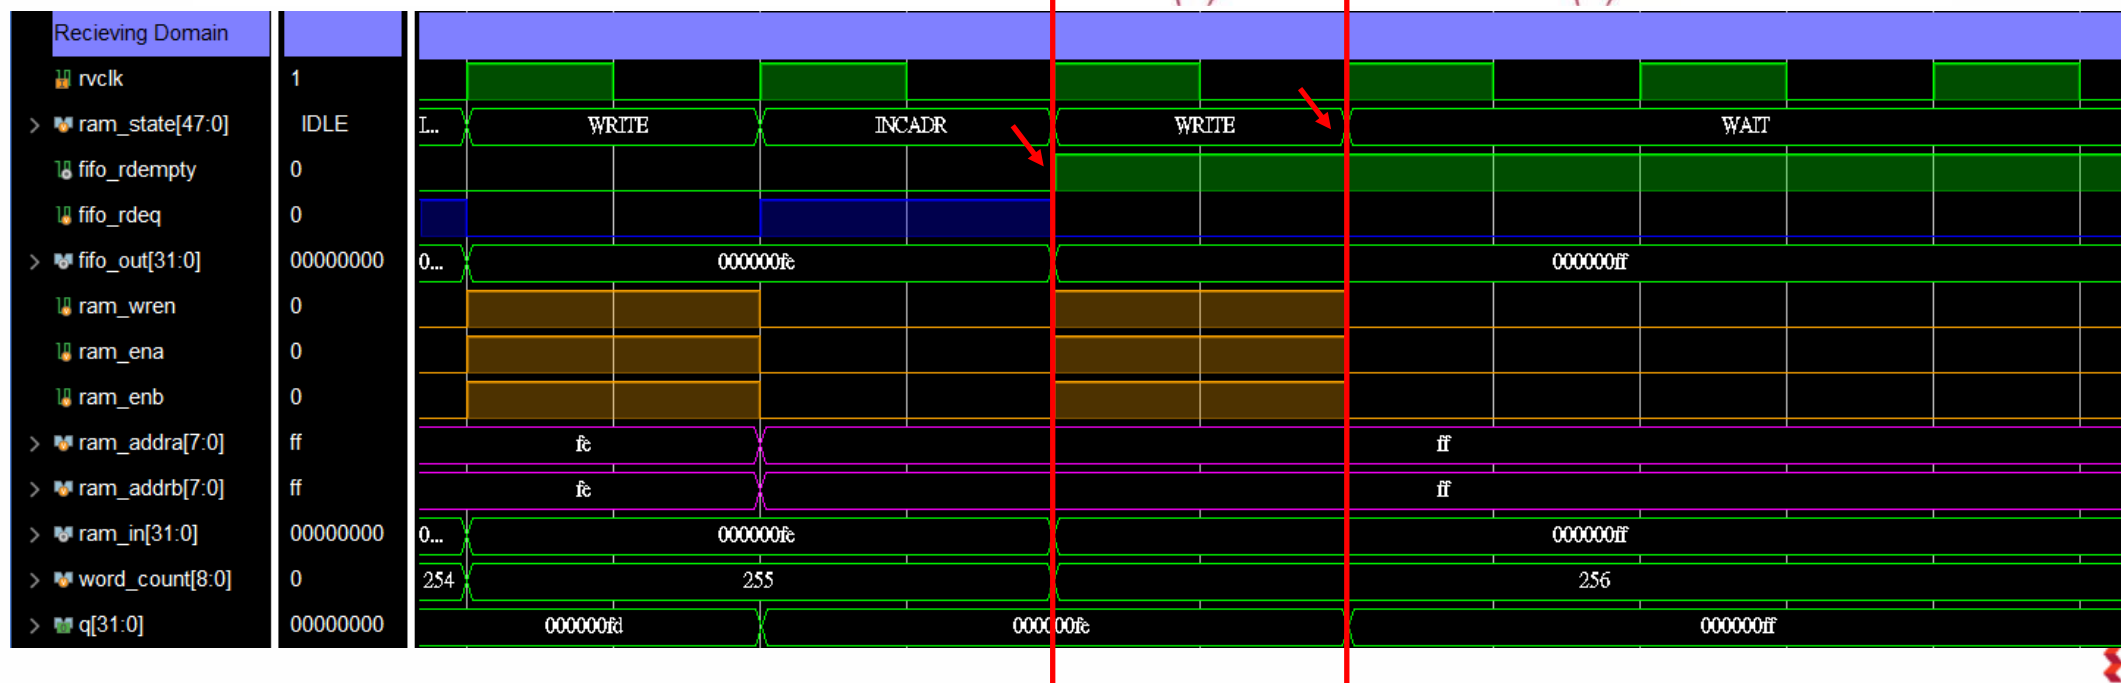 Recieving Domain
rvclk 1
ram_state[47:0] IDLE I... WRITE INCADR WRITE WAIT
fifo_rdempty 0
fifo_rdeq 0
fifo_out[31:0] 00000000 0... 000000fe 000000ff
ram_wren 0
ram_ena 0
ram_enb 0
ram_addra[7:0] ff fe ff
ram_addrb[7:0] ff fe ff
ram_in[31:0] 00000000 0... 000000fe 000000ff
word_count[8:0] 0 254 255 256
q[31:0] 00000000 000000fd 000000fe 000000ff